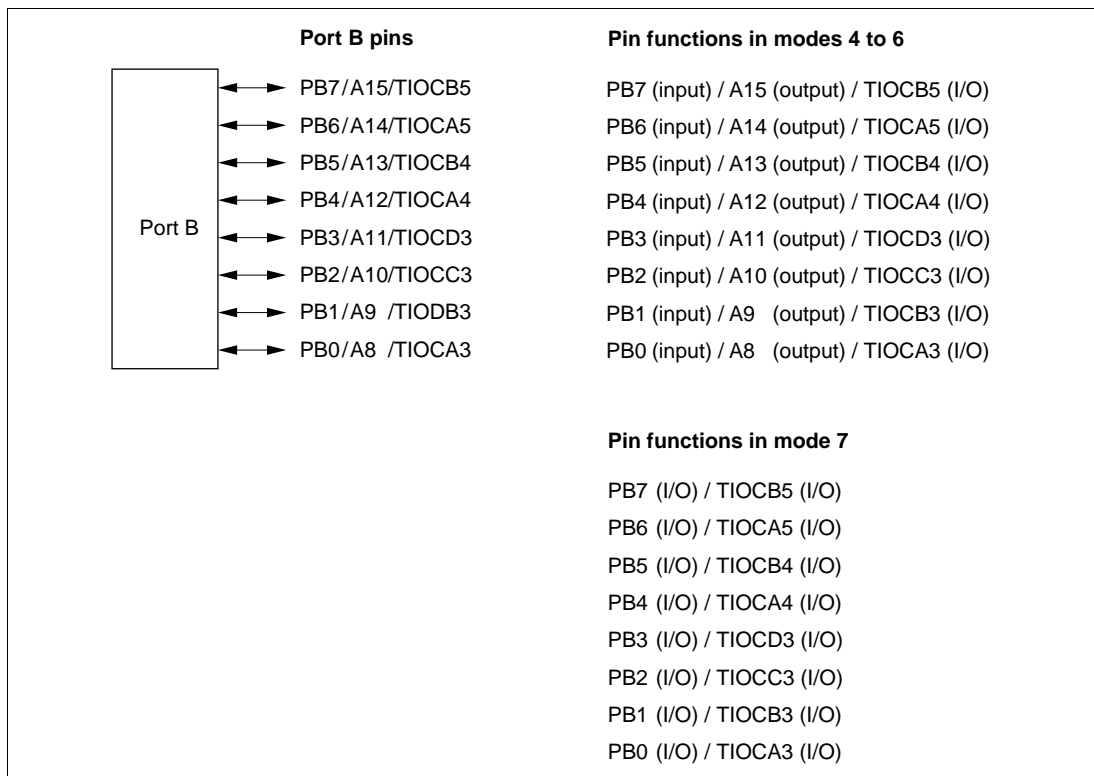 Port B pins
Pin functions in modes 4 to 6
Port B
PB7/A15/TIOCB5
PB7 (input) / A15 (output) / TIOCB5 (I/O)
PB6/A14/TIOCA5
PB6 (input) / A14 (output) / TIOCA5 (I/O)
PB5/A13/TIOCB4
PB5 (input) / A13 (output) / TIOCB4 (I/O)
PB4/A12/TIOCA4
PB4 (input) / A12 (output) / TIOCA4 (I/O)
PB3/A11/TIOCD3
PB3 (input) / A11 (output) / TIOCD3 (I/O)
PB2/A10/TIOCC3
PB2 (input) / A10 (output) / TIOCC3 (I/O)
PB1/A9 /TIODB3
PB1 (input) / A9 (output) / TIOCB3 (I/O)
PB0/A8 /TIOCA3
PB0 (input) / A8 (output) / TIOCA3 (I/O)
Pin functions in mode 7
PB7 (I/O) / TIOCB5 (I/O)
PB6 (I/O) / TIOCA5 (I/O)
PB5 (I/O) / TIOCB4 (I/O)
PB4 (I/O) / TIOCA4 (I/O)
PB3 (I/O) / TIOCD3 (I/O)
PB2 (I/O) / TIOCC3 (I/O)
PB1 (I/O) / TIOCB3 (I/O)
PB0 (I/O) / TIOCA3 (I/O)